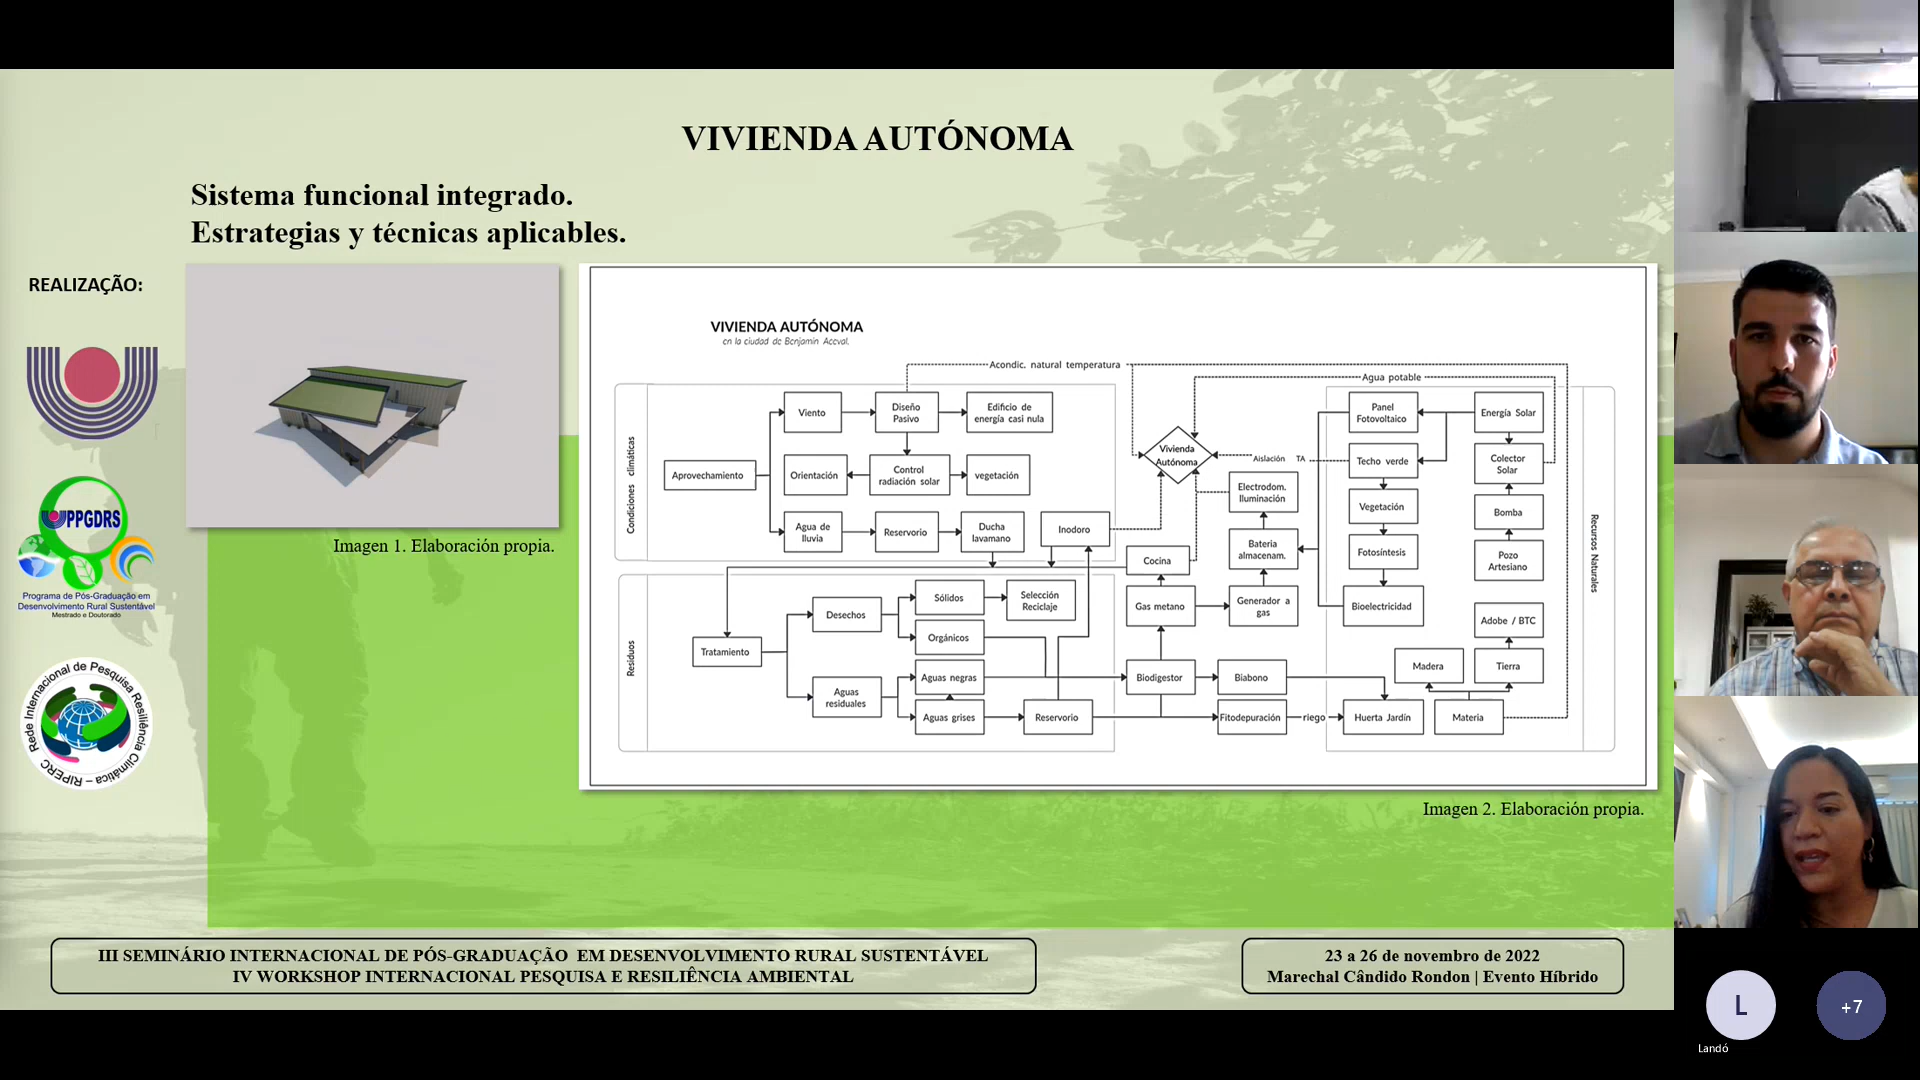 VIVIENDA AUTÓNOMA
Sistema funcional integrado.
Estrategias y técnicas aplicables.
REALIZAÇÃO:
PPGDRS
Programa de Pós-Graduação em
Desenvolvimento Rural Sustentável
Mestrado e Doutorado
Rede Internacional de Pesquisa Resiliência Climática – RIPERC
Imagen 1. Elaboración propia.
VIVIENDA AUTÓNOMA
en la ciudad de Benjamín Aceval.
Acondic. natural temperatura
Agua potable
Condiciones climáticas
Aprovechamiento
Viento
Diseño
Pasivo
Edificio de
energía casi nula
Orientación
Control
radiación solar
vegetación
Agua de
lluvia
Reservorio
Ducha
lavamano
Inodoro
Vivienda
Autónoma
Aislación TA
Panel
Fotovoltaico
Energía Solar
Techo verde
Colector
Solar
Electrodom.
Iluminación
Vegetación
Bomba
Bateria
almacenam.
Fotosíntesis
Pozo
Artesiano
Cocina
Gas metano
Generador a
gas
Bioelectricidad
Adobe / BTC
Recursos Naturales
Residuos
Tratamiento
Desechos
Sólidos
Selección
Reciclaje
Orgánicos
Aguas
residuales
Aguas negras
Aguas grises
Reservorio
Biodigestor
Biabono
Fitodepuración
riego
Huerta Jardín
Madera
Tierra
Materia
Imagen 2. Elaboración propia.
III SEMINÁRIO INTERNACIONAL DE PÓS-GRADUAÇÃO EM DESENVOLVIMENTO RURAL SUSTENTÁVEL
IV WORKSHOP INTERNACIONAL PESQUISA E RESILIÊNCIA AMBIENTAL
23 a 26 de novembro de 2022
Marechal Cândido Rondon | Evento Híbrido
L
+7
Landó